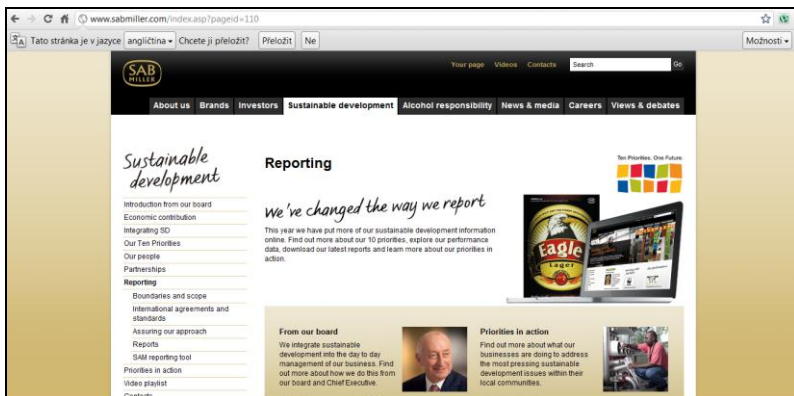 www.sabmiller.com/index.asp?pageid=110
Tato stránka je v jazyce angličtina Chcete ji přeložit? Přeložit Ne Možnosti
SAB
MILLER
Your page Videos Contacts Search Go
About us Brands Investors Sustainable development Alcohol responsibility News & media Careers Views & debates
Sustainable
development
Introduction from our board
Economic contribution
Integrating SD
Our Ten Priorities
Our people
Partnerships
Reporting
Boundaries and scope
International agreements and
standards
Assuring our approach
Reports
SAM reporting tool
Priorities in action
Video playlist
Contacts
Reporting
Ten Priorities. One Future.
We've changed the way we report
This year we have put more of our sustainable development information
online. Find out more about our 10 priorities, explore our performance
data, download our latest reports and learn more about our priorities in
action.
Eagle
Lager
From our board
We integrate sustainable
development into the day to day
management of our business. Find
out more about how we do this from
our board and Chief Executive.
Priorities in action
Find out more about what our
businesses are doing to address
the most pressing sustainable
development issues within their
local communities.